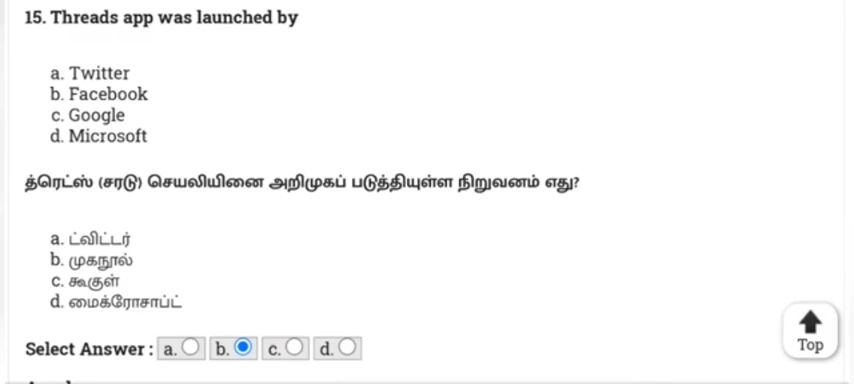 15. Threads app was launched by
a. Twitter
b. Facebook
c. Google
d. Microsoft
த்ரெட்ஸ் (சரடு) செயலியினை அறிமுகப் படுத்தியுள்ள நிறுவனம் எது?
a. ட்விட்டர்
b. முகநூல்
c. கூகுள்
d. மைக்ரோசாப்ட்
Select Answer : a. b. c. d.
Top